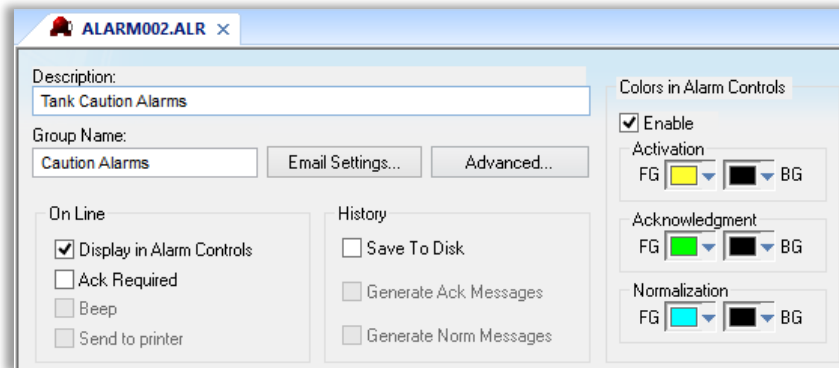 ALARM002.ALR
Description:
Tank Caution Alarms
Group Name:
Caution Alarms
Email Settings...
Advanced...
On Line
Display in Alarm Controls
Ack Required
Beep
Send to printer
History
Save To Disk
Generate Ack Messages
Generate Norm Messages
Colors in Alarm Controls
Enable
Activation
FG BG
Acknowledgment
FG BG
Normalization
FG BG